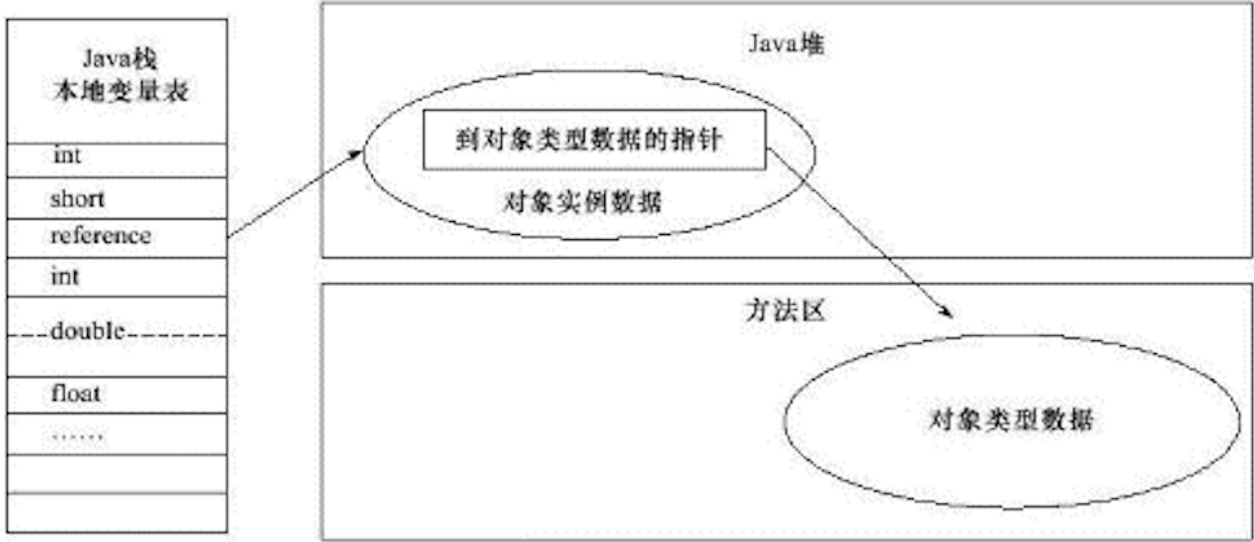 Java栈
本地变量表
int
short
reference
int
double
float
……
Java堆
到对象类型数据的指针
对象实例数据
方法区
对象类型数据